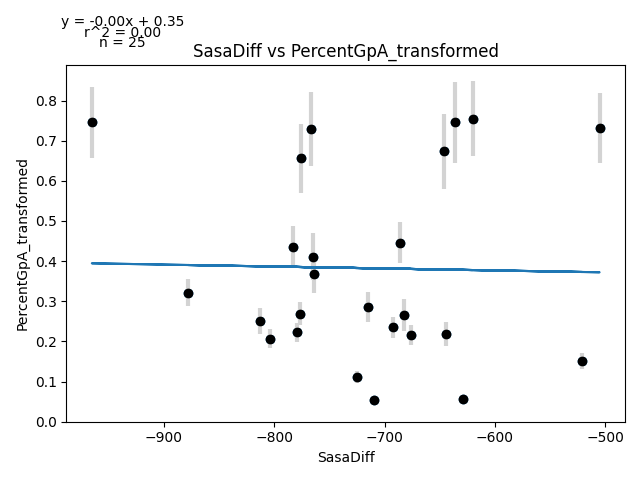 y = -0.00x + 0.35
r^2 = 0.00
n = 25
SasaDiff vs PercentGpA_transformed
0.8
0.7
0.6
0.5
0.4
0.3
0.2
0.1
0.0
PercentGpA_transformed
−900 −800 −700 −600 −500
SasaDiff